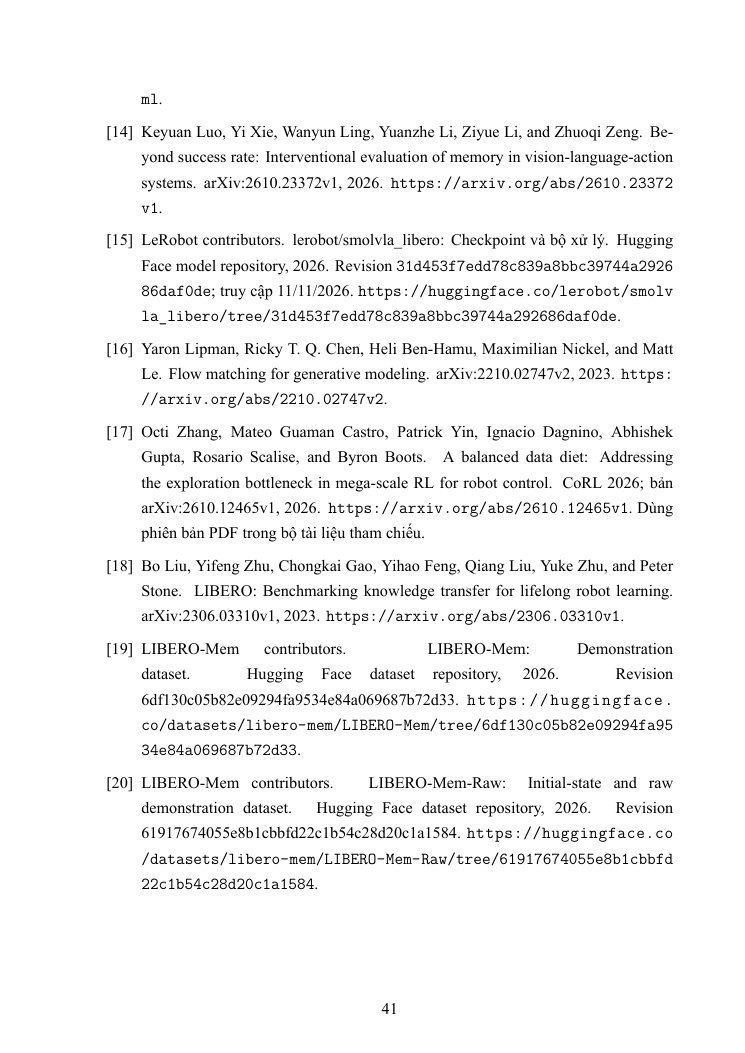 ml.
[14] Keyuan Luo, Yi Xie, Wanyun Ling, Yuanzhe Li, Ziyue Li, and Zhuoqi Zeng. Be-
yond success rate: Interventional evaluation of memory in vision-language-action
systems. arXiv:2610.23372v1, 2026. https://arxiv.org/abs/2610.23372
v1.
[15] LeRobot contributors. lerobot/smolvla_libero: Checkpoint và bộ xử lý. Hugging
Face model repository, 2026. Revision 31d453f7edd78c839a8bbc39744a2926
86daf0de; truy cập 11/11/2026. https://huggingface.co/lerobot/smolv
la_libero/tree/31d453f7edd78c839a8bbc39744a292686daf0de.
[16] Yaron Lipman, Ricky T. Q. Chen, Heli Ben-Hamu, Maximilian Nickel, and Matt
Le. Flow matching for generative modeling. arXiv:2210.02747v2, 2023. https:
//arxiv.org/abs/2210.02747v2.
[17] Octi Zhang, Mateo Guaman Castro, Patrick Yin, Ignacio Dagnino, Abhishek
Gupta, Rosario Scalise, and Byron Boots. A balanced data diet: Addressing
the exploration bottleneck in mega-scale RL for robot control. CoRL 2026; bản
arXiv:2610.12465v1, 2026. https://arxiv.org/abs/2610.12465v1. Dùng
phiên bản PDF trong bộ tài liệu tham chiếu.
[18] Bo Liu, Yifeng Zhu, Chongkai Gao, Yihao Feng, Qiang Liu, Yuke Zhu, and Peter
Stone. LIBERO: Benchmarking knowledge transfer for lifelong robot learning.
arXiv:2306.03310v1, 2023. https://arxiv.org/abs/2306.03310v1.
[19] LIBERO-Mem contributors. LIBERO-Mem: Demonstration
dataset. Hugging Face dataset repository, 2026. Revision
6df130c05b82e09294fa9534e84a069687b72d33. https://huggingface.
co/datasets/libero-mem/LIBERO-Mem/tree/6df130c05b82e09294fa95
34e84a069687b72d33.
[20] LIBERO-Mem contributors. LIBERO-Mem-Raw: Initial-state and raw
demonstration dataset. Hugging Face dataset repository, 2026. Revision
61917674055e8b1cbbfd22c1b54c28d20c1a1584. https://huggingface.co
/datasets/libero-mem/LIBERO-Mem-Raw/tree/61917674055e8b1cbbfd
22c1b54c28d20c1a1584.
41